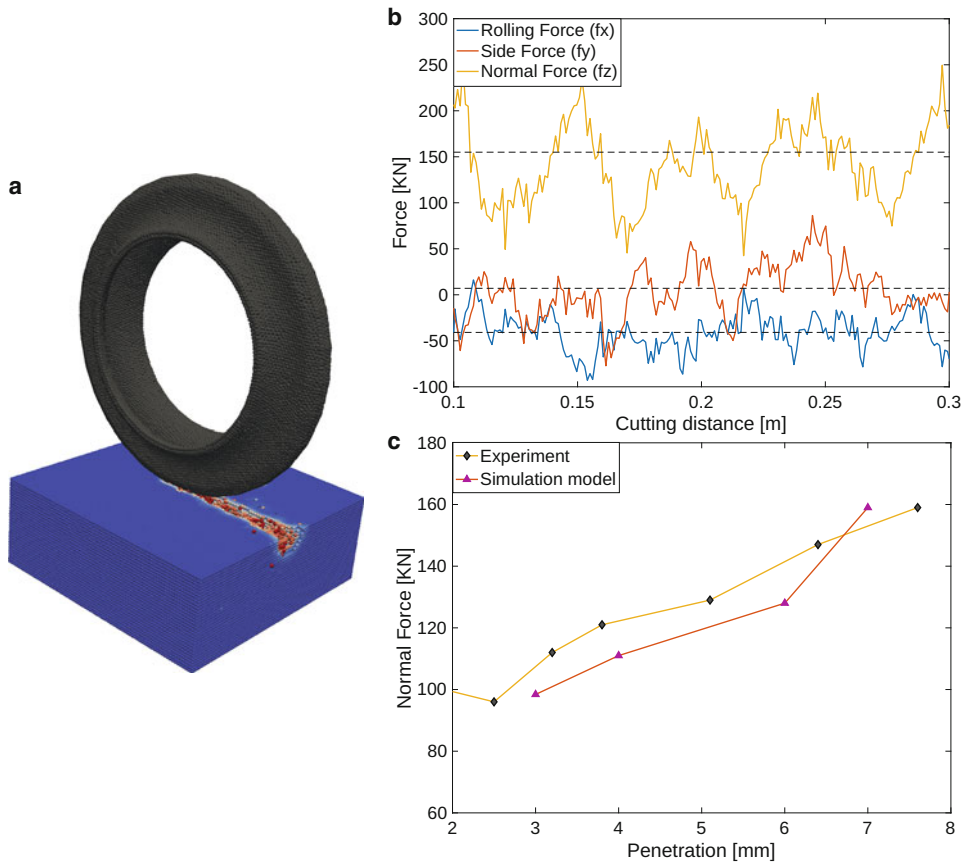 a
b
300
250
200
150
100
50
0
-50
-100
Force [KN]
Rolling Force (fx)
Side Force (fy)
Normal Force (fz)
0.1
0.15
0.2
0.25
0.3
Cutting distance [m]
c
180
160
140
120
100
80
60
Normal Force [KN]
Experiment
Simulation model
2
3
4
5
6
7
8
Penetration [mm]